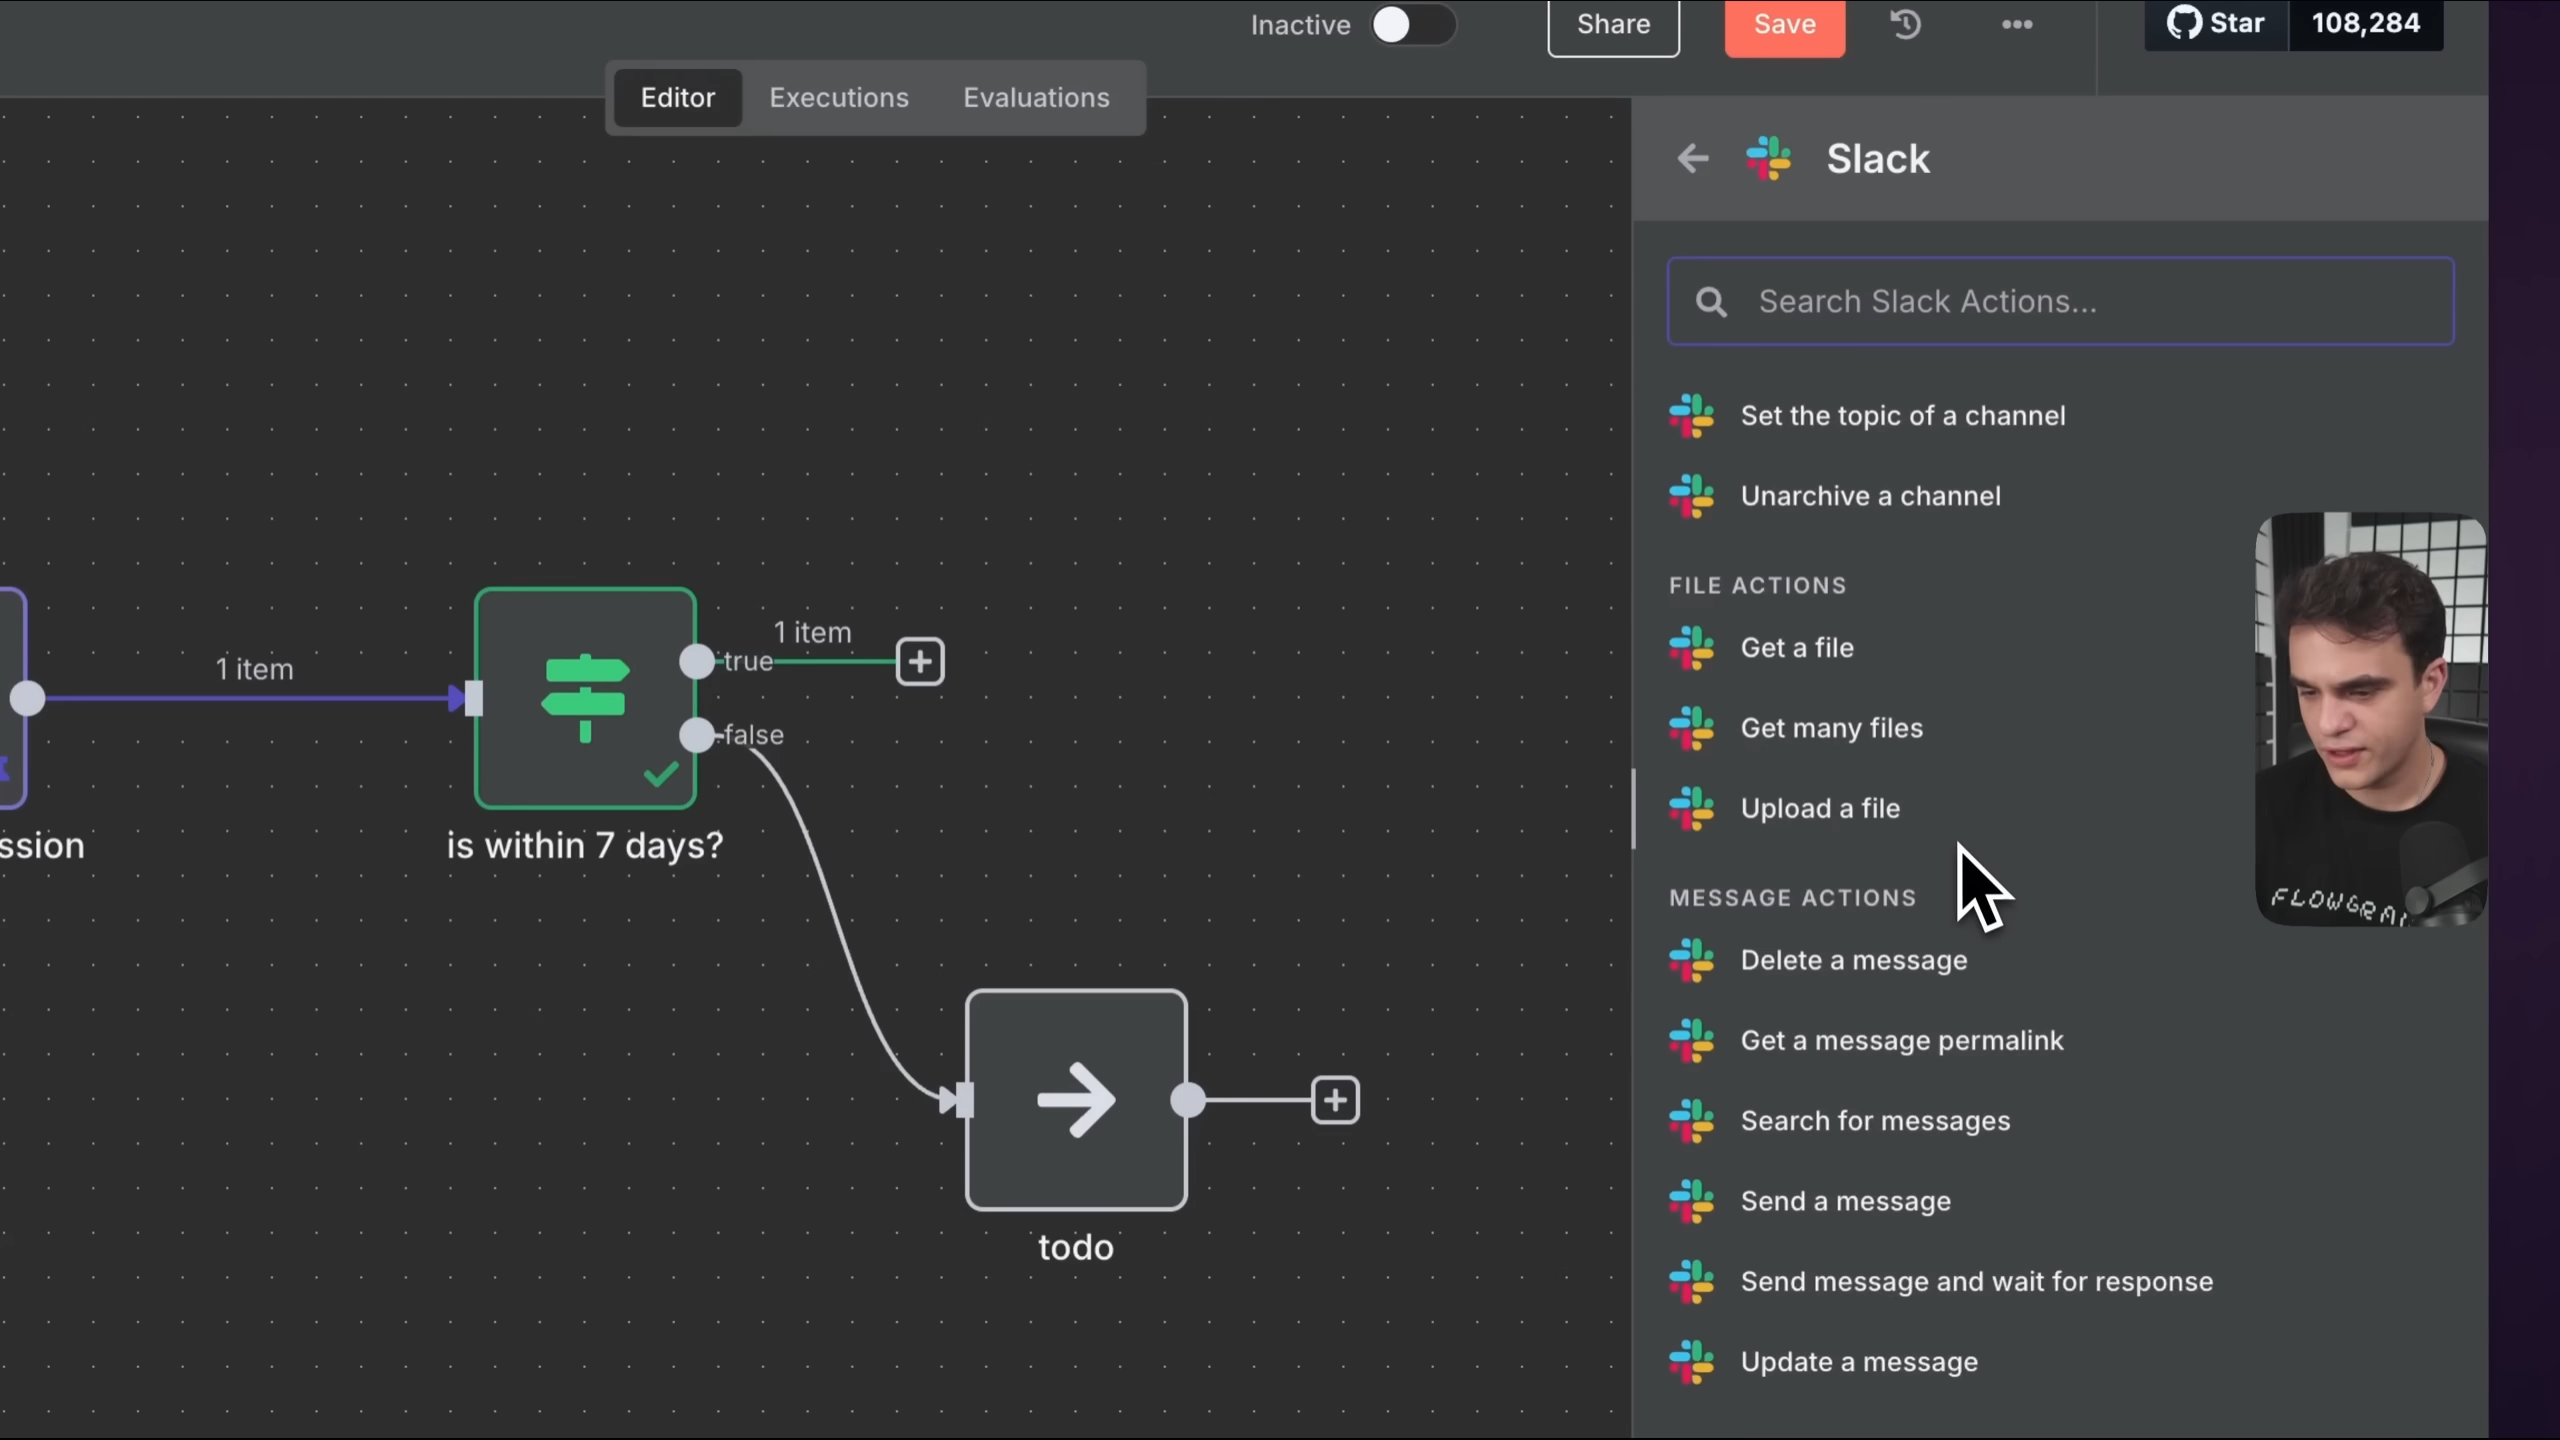 Inactive
Share
Save
Star
108,284
Editor
Executions
Evaluations
Slack
Search Slack Actions...
Set the topic of a channel
Unarchive a channel
FILE ACTIONS
Get a file
Get many files
Upload a file
MESSAGE ACTIONS
Delete a message
Get a message permalink
Search for messages
Send a message
Send message and wait for response
Update a message
1 item
1 item
true
false
ssion
is within 7 days?
todo